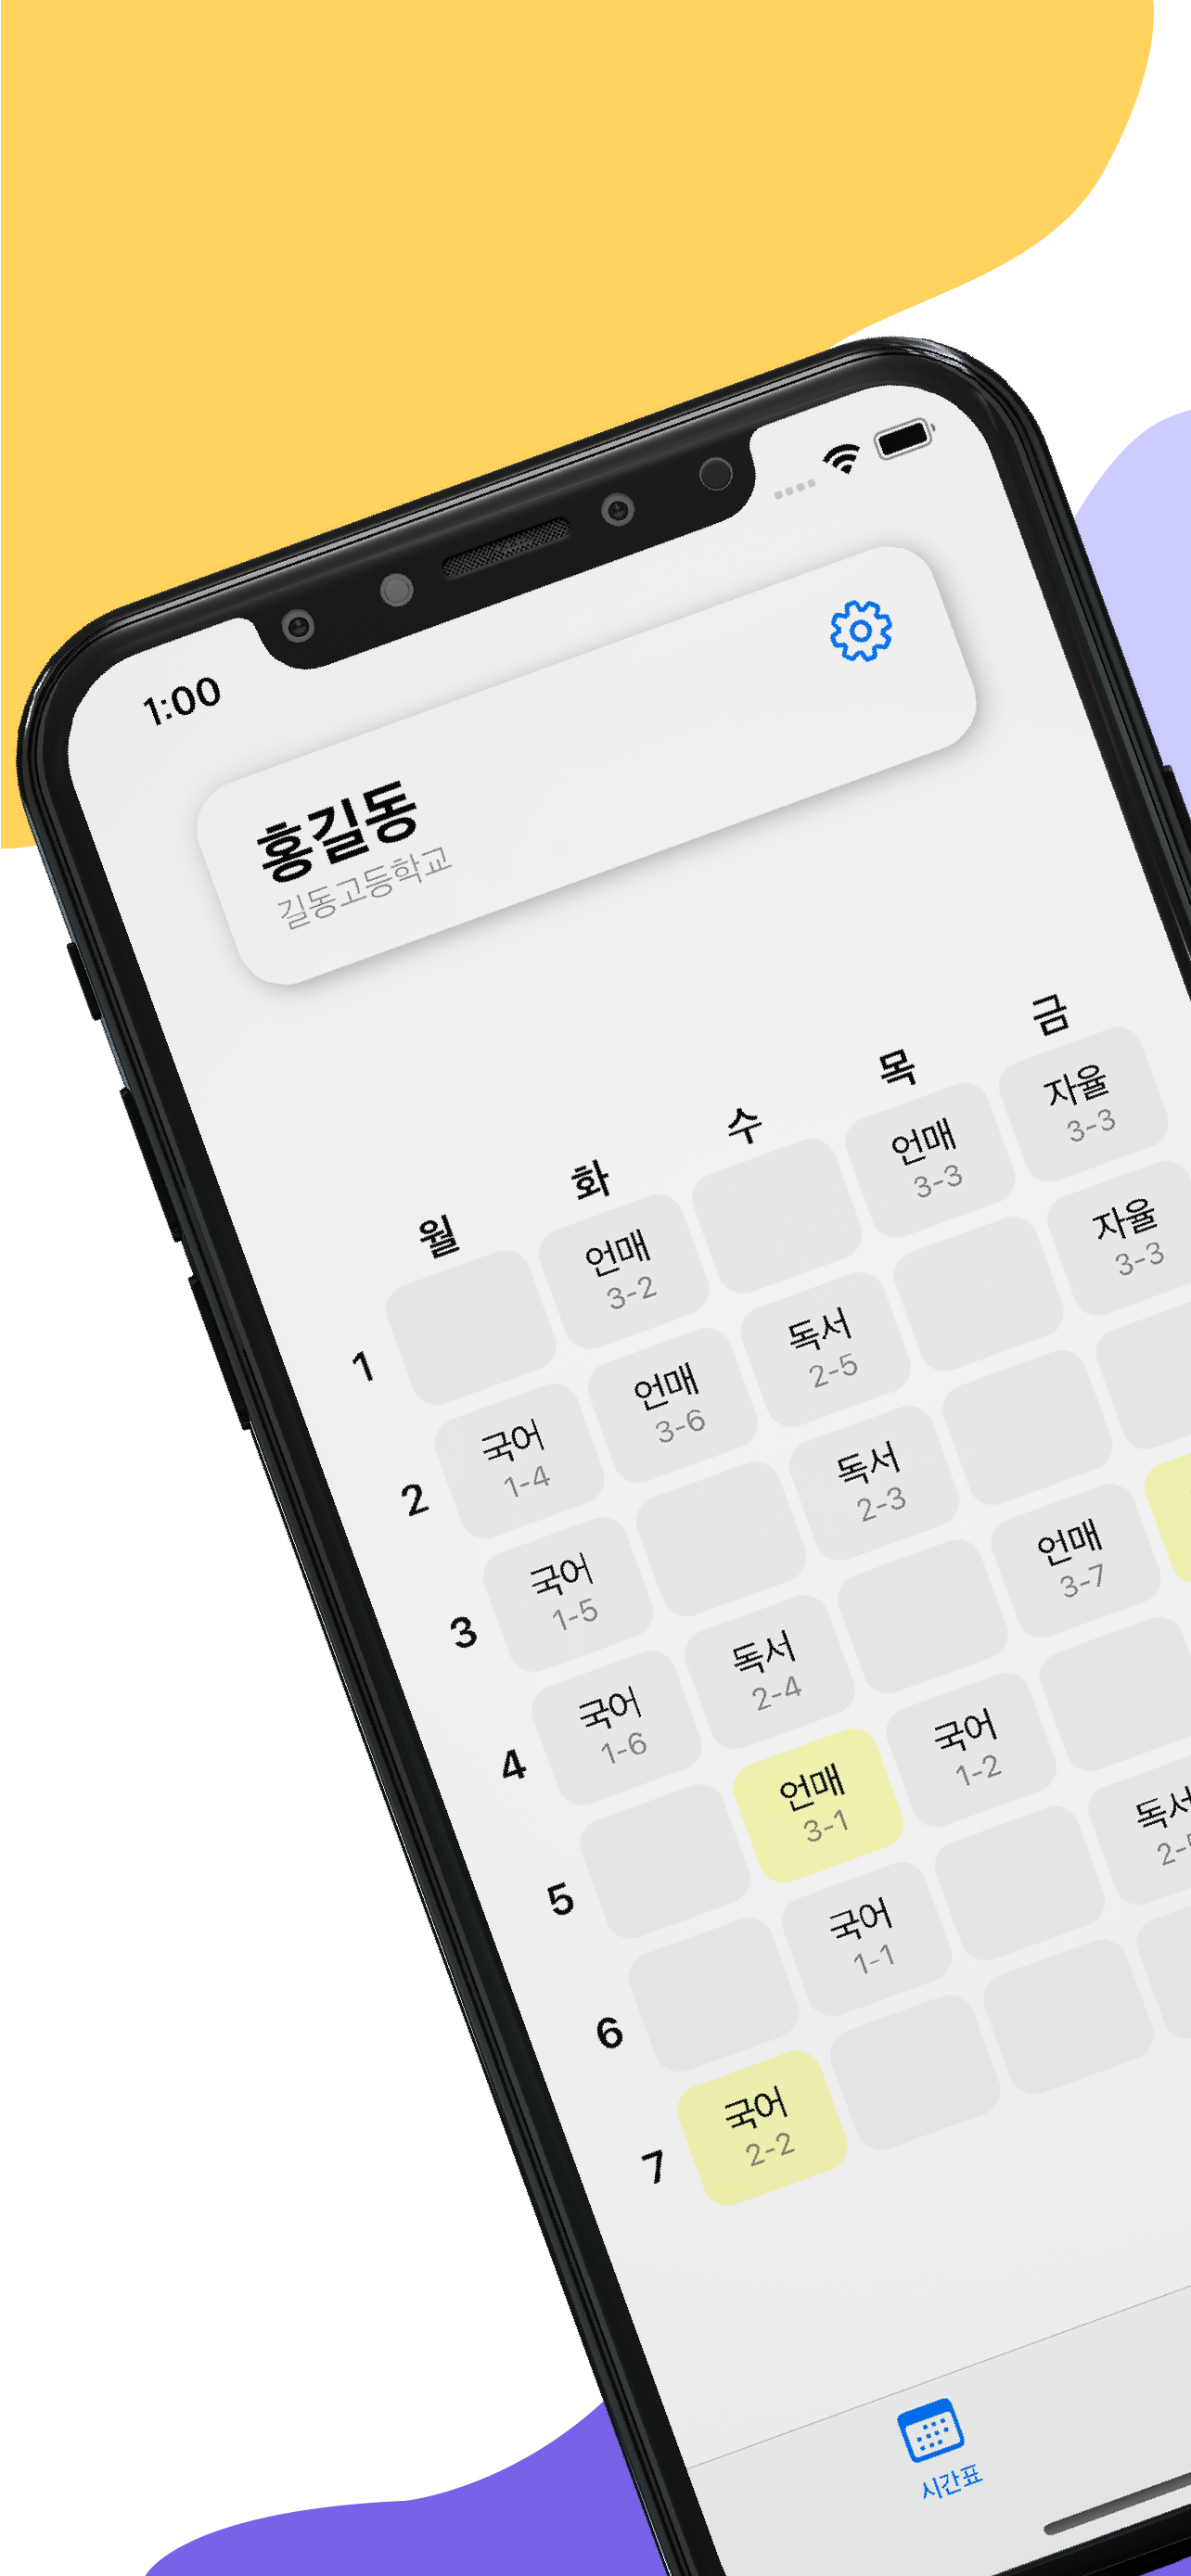 1:00
홍길동
길동고등학교
월 화 수 목 금
1
언매 언매 자율
3-2 3-3 3-3
2
국어 언매 독서 자율
1-4 3-6 2-5 3-3
3
국어 독서
1-5 2-3
4
국어 독서 언매
1-6 2-4 3-7
5
언매 국어
3-1 1-2
6
국어 독서
1-1
7
국어
2-2
시간표